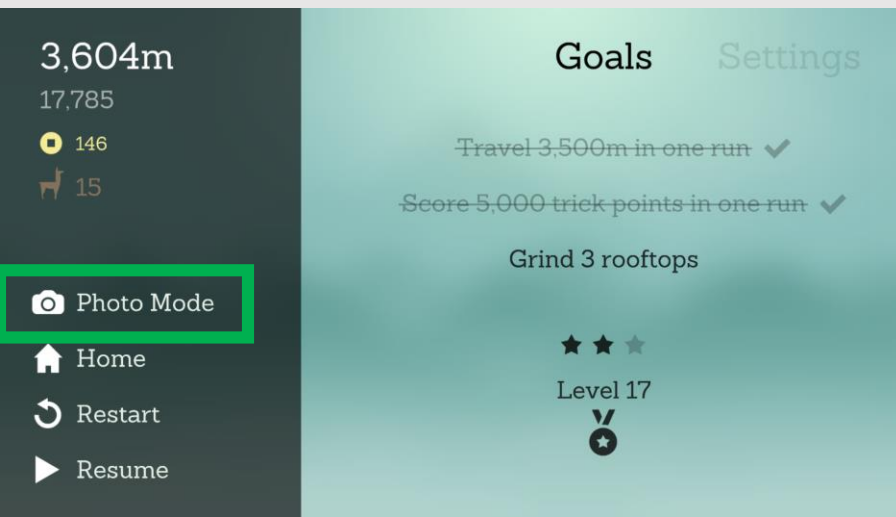 3,604m
17,785
146
15
Photo Mode
Home
Restart
Resume
Goals
Settings
Travel 3,500m in one run
Score 5,000 trick points in one run
Grind 3 rooftops
Level 17